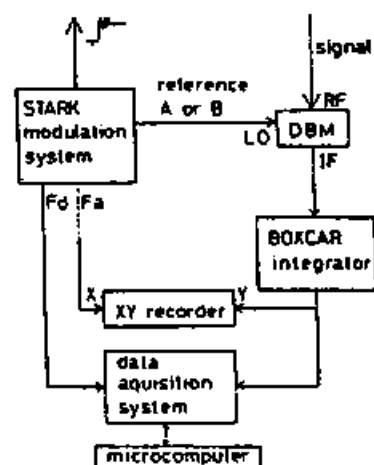 signal
reference
A or B
STARK
modulation
system
RF
LO
DBM
IF
Fd
Fa
BOXCAR
integrator
X
Y
XY recorder
data
aquisition
system
microcomputer